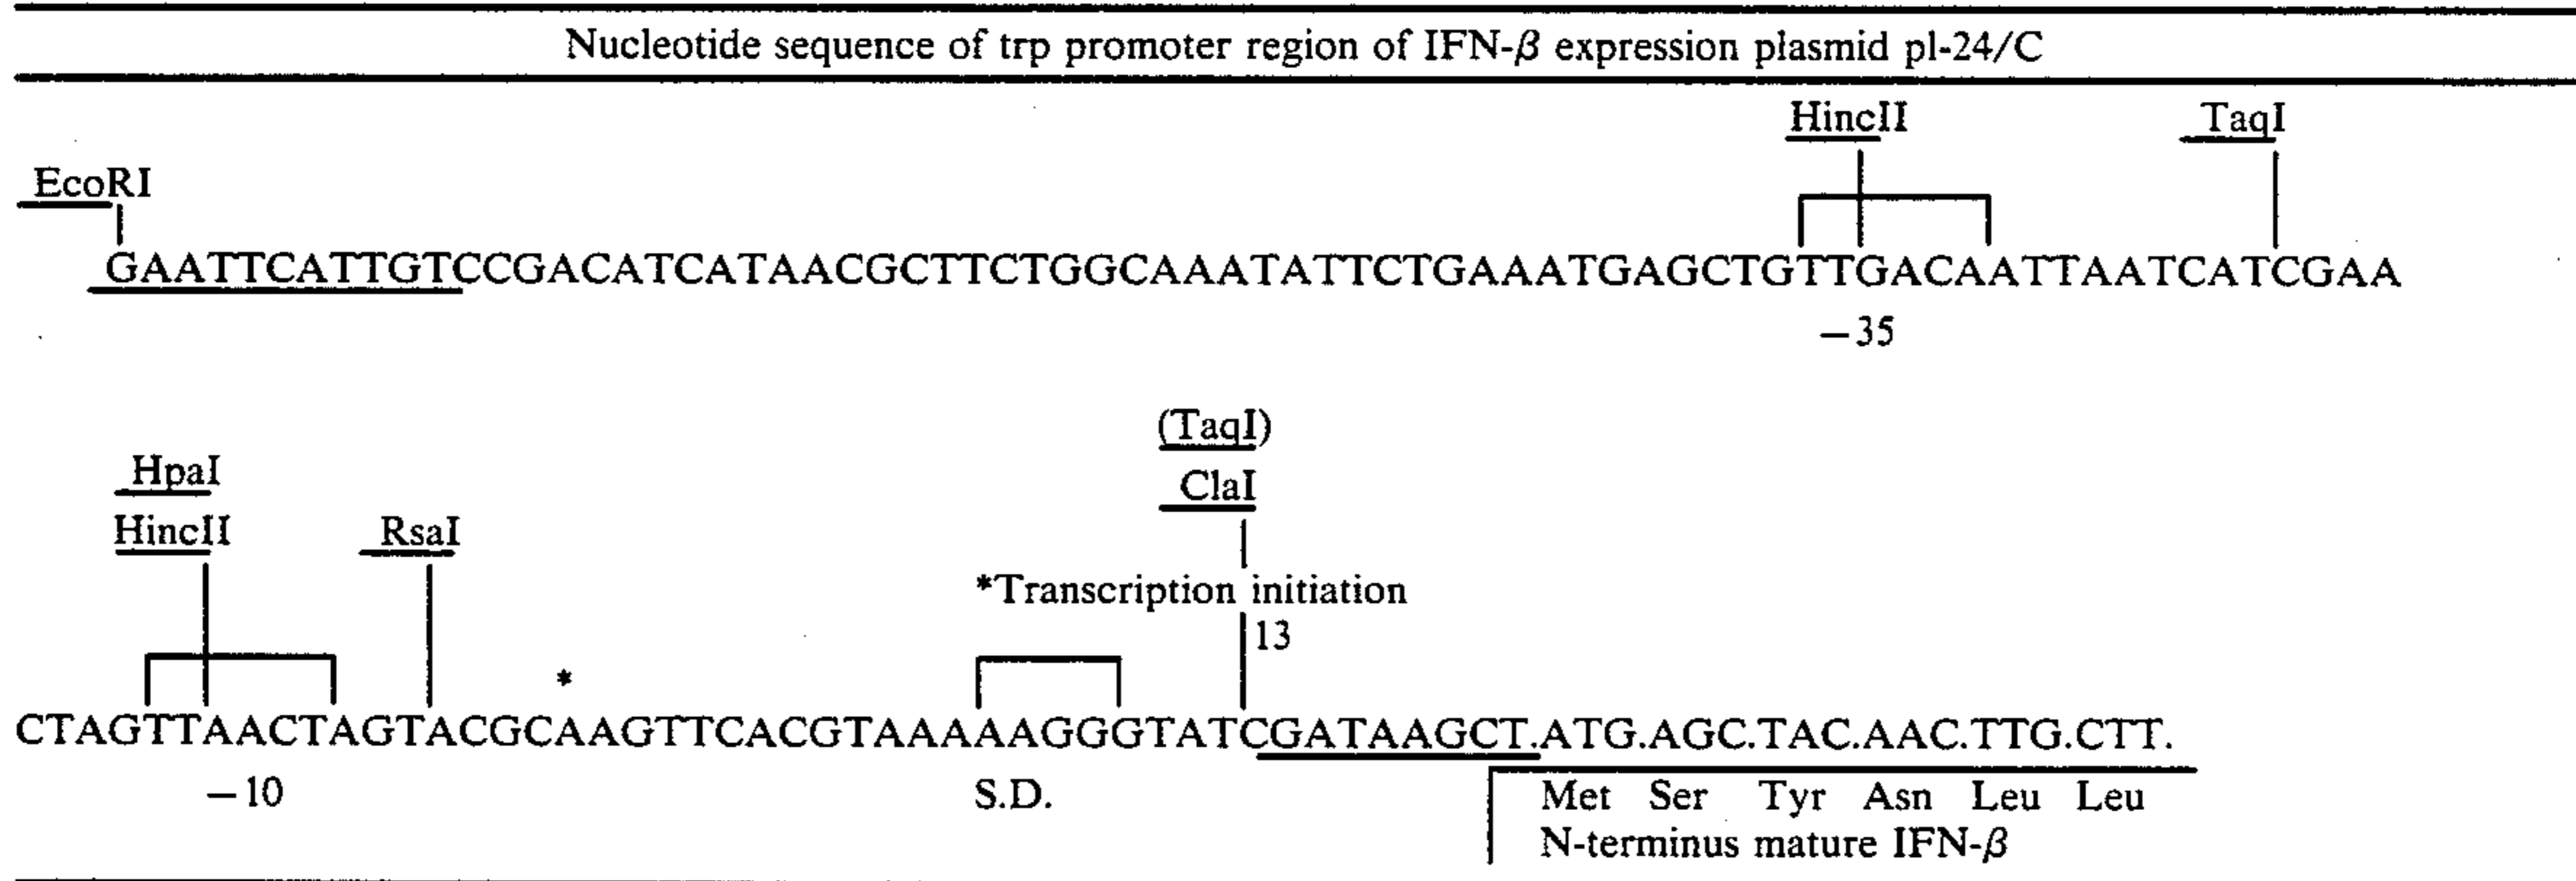 Nucleotide sequence of trp promoter region of IFN-β expression plasmid pl-24/C
HincII TaqI
EcoRI
GAATTCATTGTCCGACATCATAACGCTTCTGGCAAATATTCTGAAATGAGCTGTTGACAATTAATCATCGAA
−35
(TaqI)
HpaI ClaI
HincII RsaI
*Transcription initiation
13
*
CTAGTTAACTAGTACGCAAGTTCACGTAAAAAGGGTATCGATAAGCT.ATG.AGC.TAC.AAC.TTG.CTT.
−10 S.D. Met Ser Tyr Asn Leu Leu
N-terminus mature IFN-β